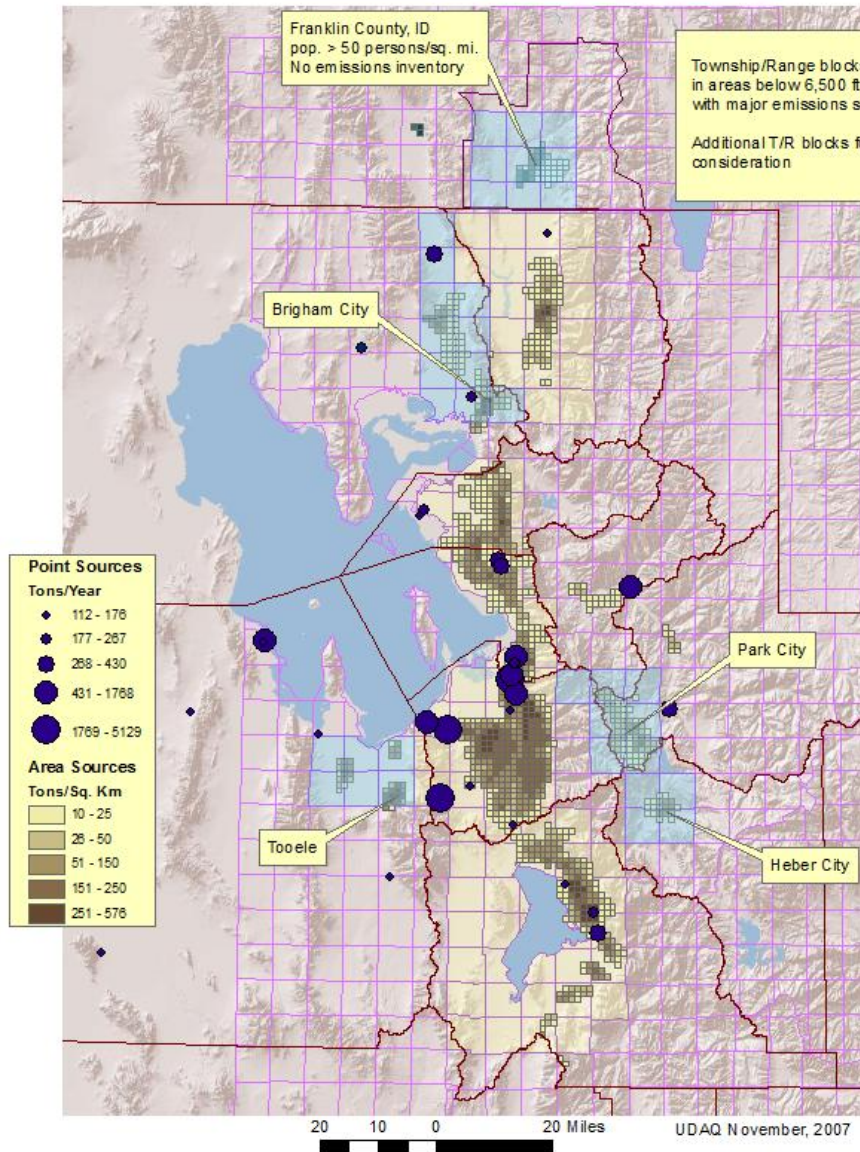 Franklin County, ID
pop. > 50 persons/sq. mi.
No emissions inventory
Township/Range block
in areas below 6,500 ft
with major emissions s
Additional T/R blocks f
consideration
Brigham City
Point Sources
Tons/Year
112 - 176
177 - 267
268 - 430
431 - 1768
1769 - 5129
Area Sources
Tons/Sq. Km
10 - 25
26 - 50
51 - 150
151 - 250
251 - 576
Park City
Tooele
Heber City
20 10 0 20 Miles
UDAQ November, 2007